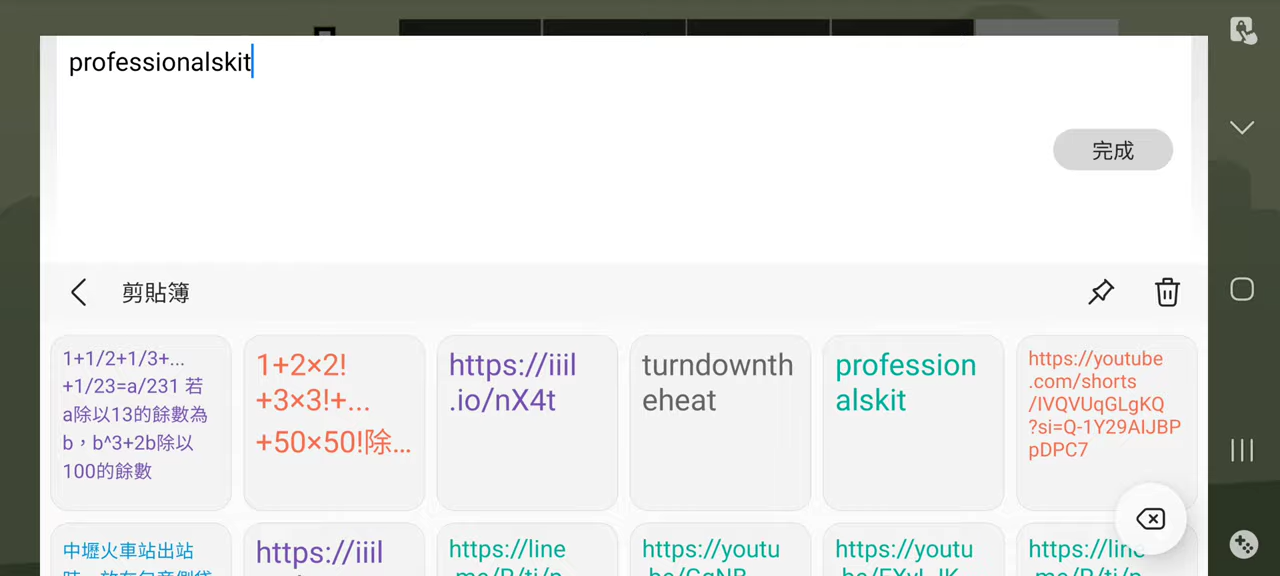 professionalskit
完成
剪貼簿
1+1/2+1/3+...
+1/23=a/231 若
a除以13的餘數為
b，b^3+2b除以
100的餘數
1+2×2!
+3×3!+...
+50×50!除...
https://iiil
.io/nX4t
turndownth
eheat
profession
alskit
https://youtube
.com/shorts
/IVQVUqGLgKQ
?si=Q-1Y29AIJBP
pDPC7
中壢火車站出站
https://iiil
https://line
https://youtu
https://youtu
https://line